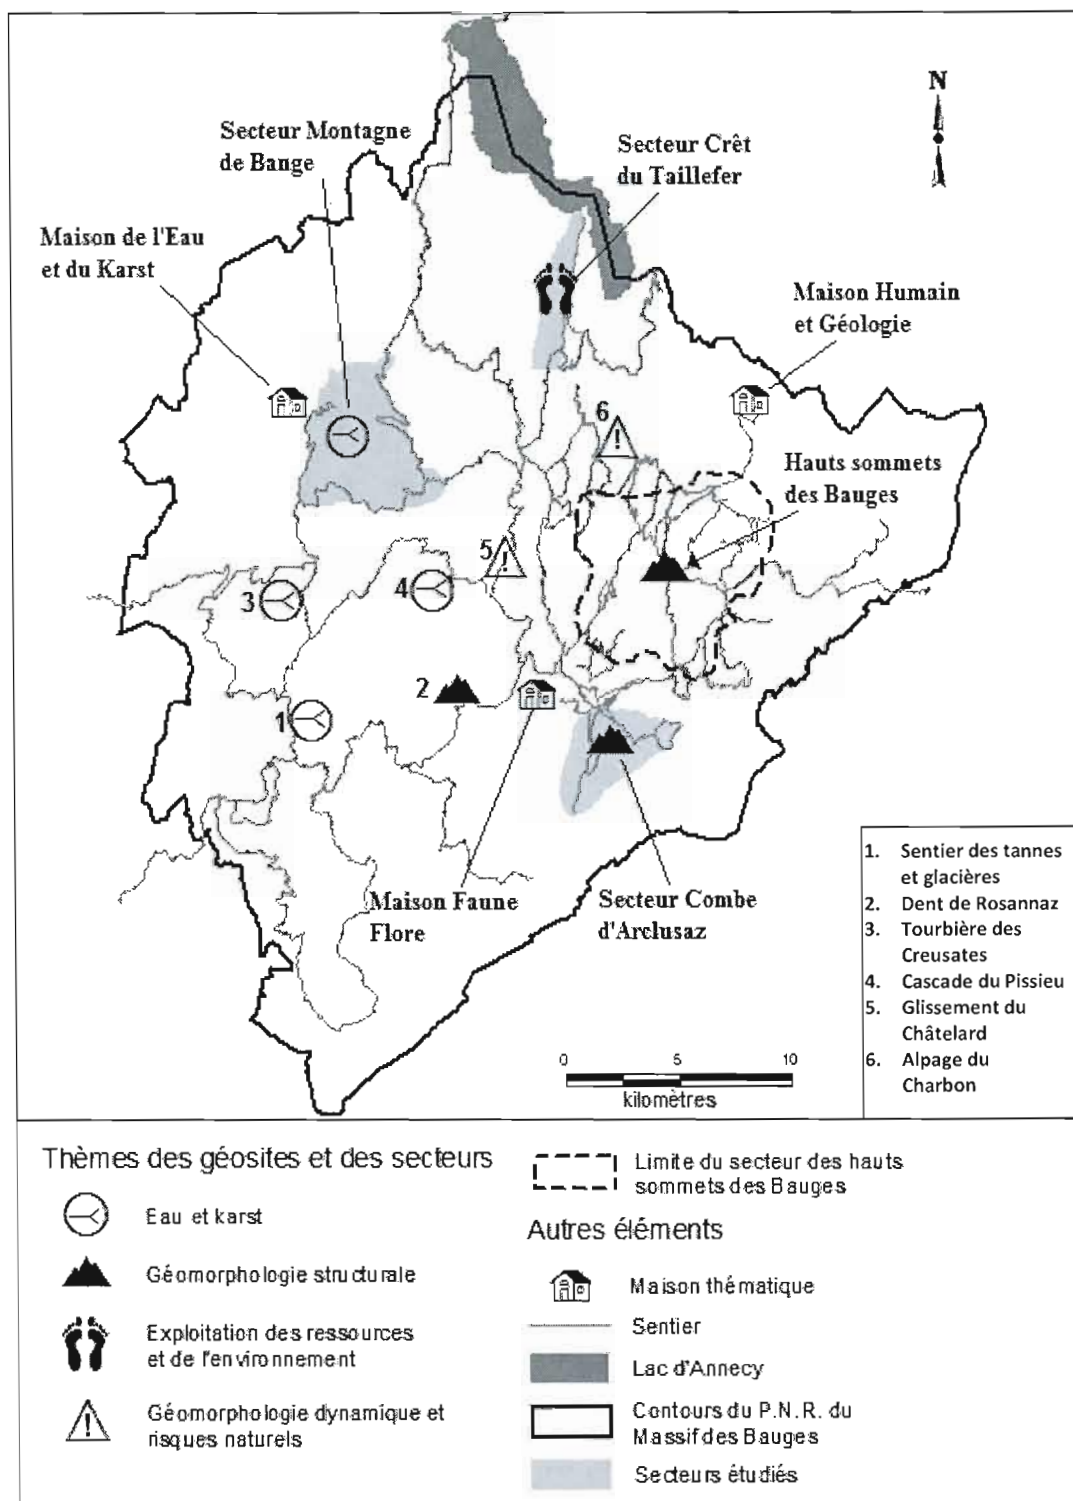 N
Secteur Montagne
de Bange
Secteur Crêt
du Taillefer
Maison de l'Eau
et du Karst
Maison Humain
et Géologie
6
Hauts sommets
des Bauges
5
4
3
2
1
Maison Faune
Flore
Secteur Combe
d'Arclusaz
1. Sentier des tannes
et glacières
2. Dent de Rosannaz
3. Tourbière des
Creusates
4. Cascade du Pissieu
5. Glissement du
Châtelard
6. Alpage du
Charbon
0 5 10
kilomètres
Thèmes des géosites et des secteurs
Eau et karst
Géomorphologie structurale
Exploitation des ressources
et de l'environnement
Géomorphologie dynamique et
risques naturels
Limite du secteur des hauts
sommets des Bauges
Autres éléments
Maison thématique
Sentier
Lac d'Annecy
Contours du P.N.R. du
Massif des Bauges
Secteurs étudiés